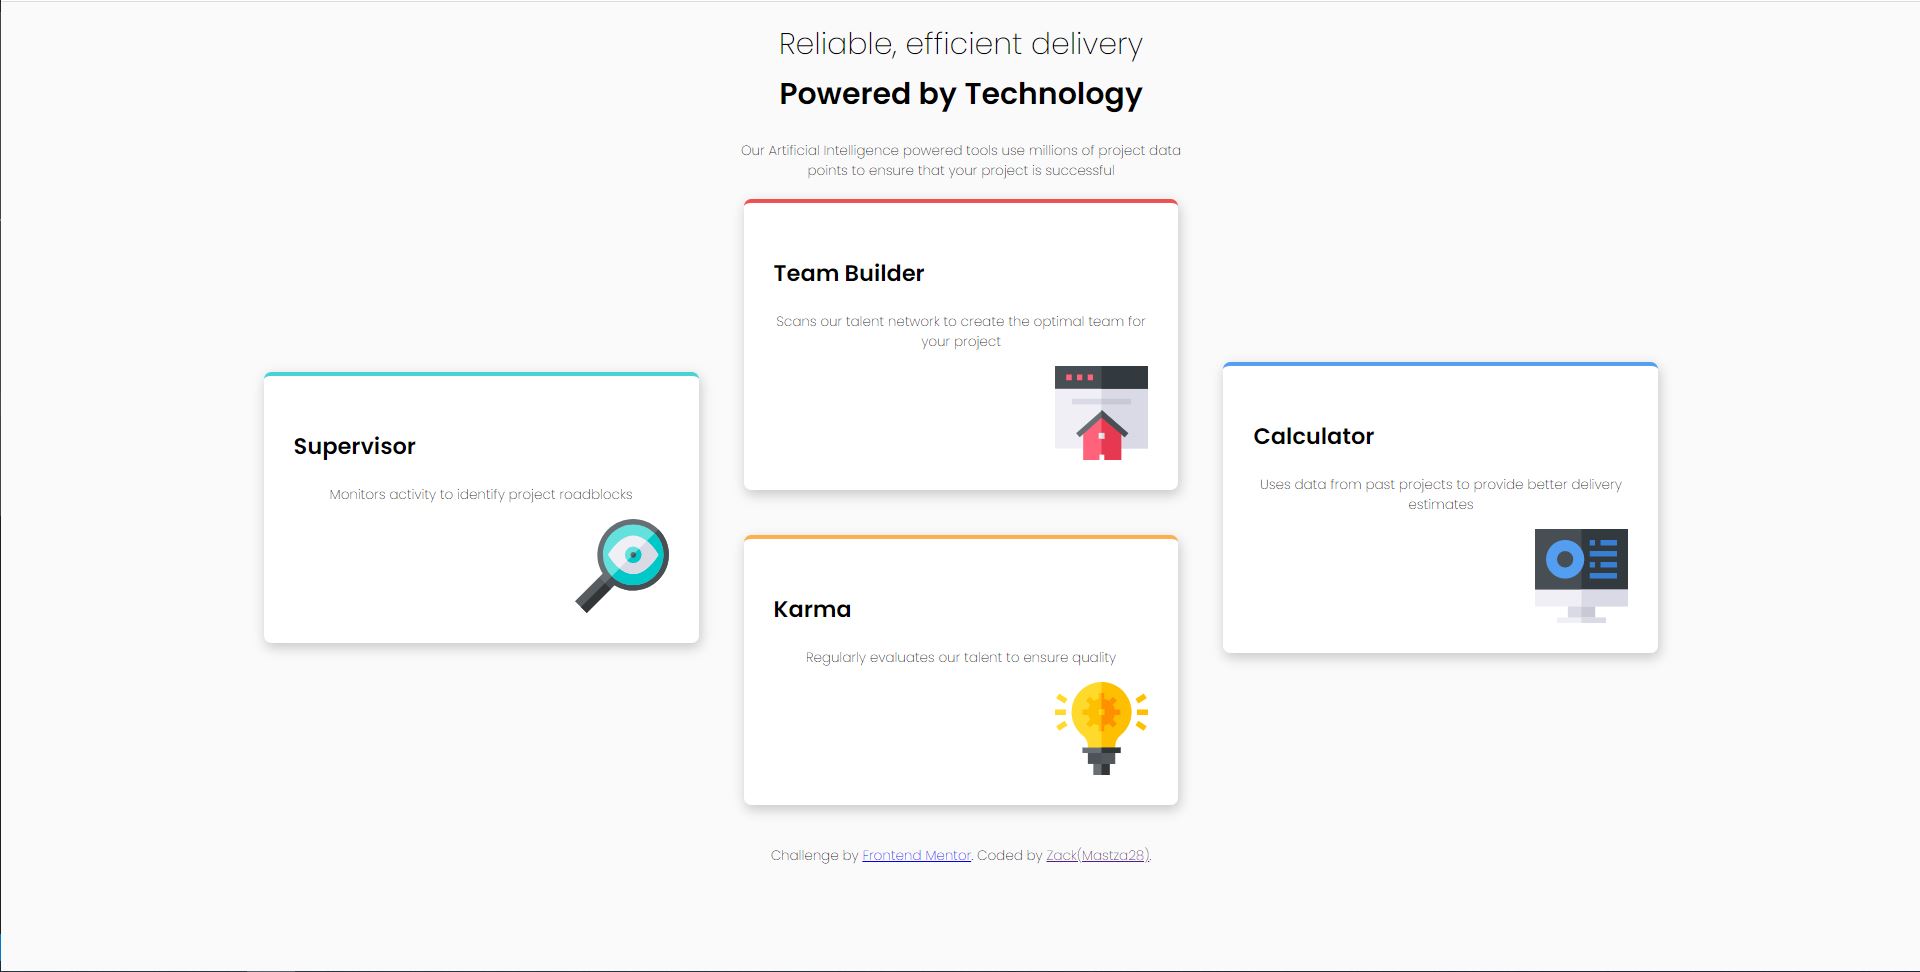 Reliable, efficient delivery
Powered by Technology
Our Artificial Intelligence powered tools use millions of project data
points to ensure that your project is successful
Supervisor
Monitors activity to identify project roadblocks
Team Builder
Scans our talent network to create the optimal team for
your project
Karma
Regularly evaluates our talent to ensure quality
Calculator
Uses data from past projects to provide better delivery
estimates
Challenge by Frontend Mentor. Coded by Zack(Mastza28).